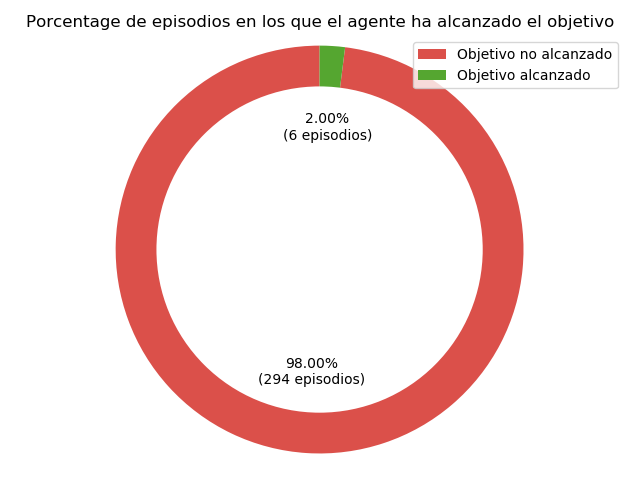 Porcentage de episodios en los que el agente ha alcanzado el objetivo
Objetivo no alcanzado
Objetivo alcanzado
2.00%
(6 episodios)
98.00%
(294 episodios)